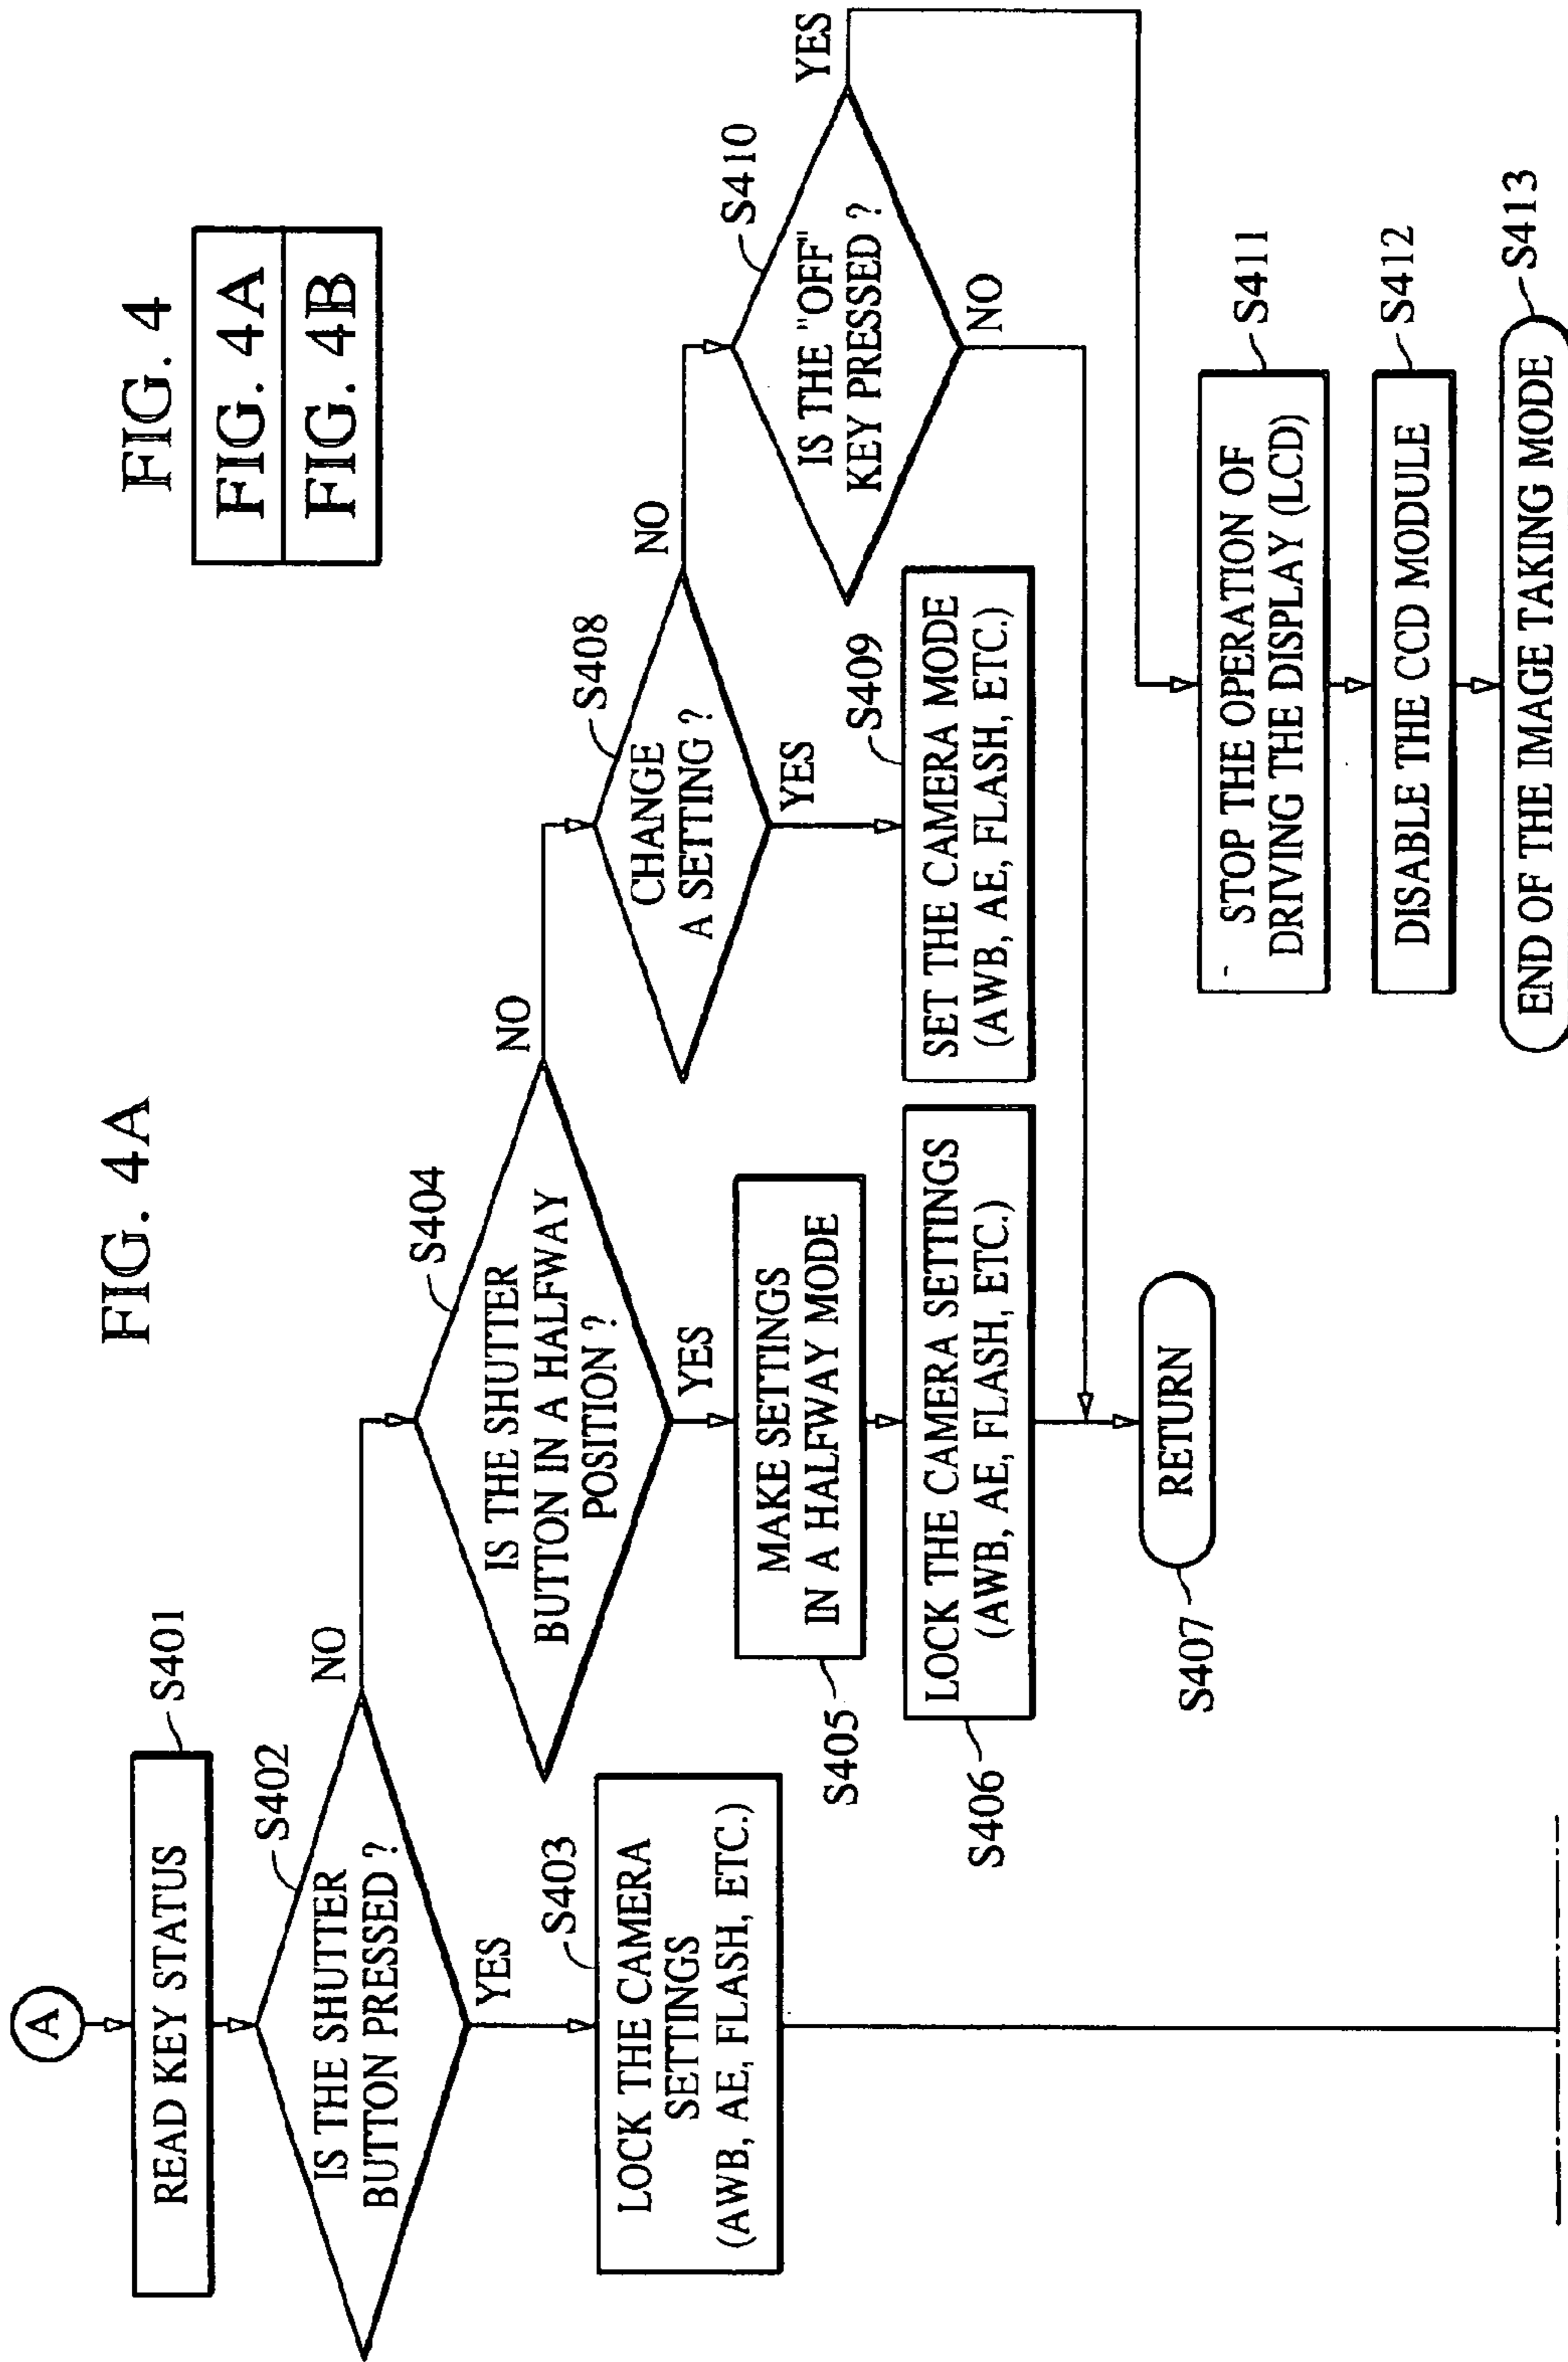 FIG. 4A
FIG. 4
FIG. 4A
FIG. 4B
A
READ KEY STATUS
S401
IS THE SHUTTER
BUTTON PRESSED ?
S402
NO
YES
LOCK THE CAMERA
SETTINGS
(AWB, AE, FLASH, ETC.)
S403
IS THE SHUTTER
BUTTON IN A HALFWAY
POSITION ?
S404
NO
YES
MAKE SETTINGS
IN A HALFWAY MODE
S405
LOCK THE CAMERA SETTINGS
(AWB, AE, FLASH, ETC.)
S406
RETURN
S407
CHANGE
A SETTING ?
S408
NO
YES
SET THE CAMERA MODE
(AWB, AE, FLASH, ETC.)
S409
IS THE "OFF"
KEY PRESSED ?
S410
YES
NO
STOP THE OPERATION OF
DRIVING THE DISPLAY (LCD)
S411
DISABLE THE CCD MODULE
S412
END OF THE IMAGE TAKING MODE
S413